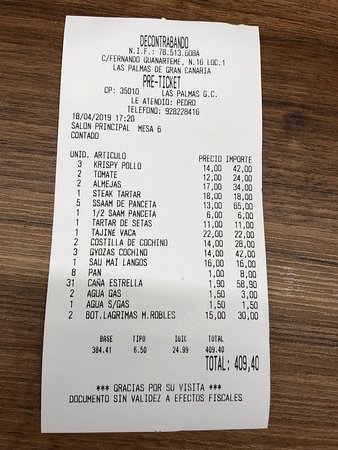 DECONTRABANDO
N.I.F.: 78.513.608A
C/FERNANDO GUANARTEME, N.16 LOC.1
LAS PALMAS DE GRAN CANARIA
PRE-TICKET
CP: 35010 LAS PALMAS G.C.
LE ATENDIO: PEDRO
TELEFONO: 928228416
18/04/2019 17:20
SALON PRINCIPAL MESA 6
CONTADO
UNID. ARTICULO PRECIO IMPORTE
3 KRISPY POLLO 14,00 42,00
2 TOMATE 12,00 24,00
2 ALMEJAS 17,00 34,00
1 STEAK TARTAR 18,00 18,00
5 SSAAM DE PANCETA 13,00 65,00
1 1/2 SAAM PANCETA 6,00 6,00
1 TARTAR DE SETAS 11,00 11,00
1 TAJINE VACA 22,00 22,00
2 COSTILLA DE COCHINO 14,00 28,00
3 GYOZAS COCHINO 14,00 42,00
1 SAU MAI LANGOS 16,00 16,00
8 PAN 1,00 8,00
31 CAÑA ESTRELLA 1,90 58,90
2 AGUA GAS 1,50 3,00
1 AGUA S/GAS 1,50 1,50
2 BOT.LAGRIMAS M.ROBLES 15,00 30,00
BASE TIPO IGIC TOTAL
384.41 6.50 24.99 409.40
TOTAL: 409,40
*** GRACIAS POR SU VISITA ***
DOCUMENTO SIN VALIDEZ A EFECTOS FISCALES